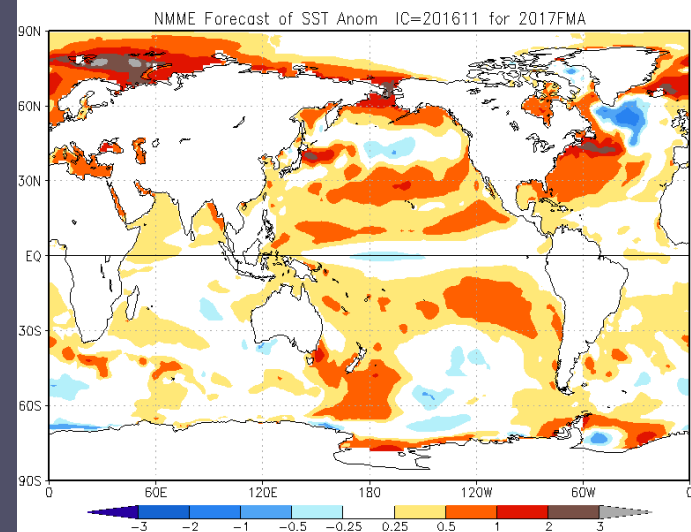 NMME Forecast of SST Anom IC=201611 for 2017FMA
90N
60N
30N
EQ
30S
60S
90S
0 60E 120E 180 120W 60W 0
-3 -2 -1 -0.5 -0.25 0.25 0.5 1 2 3